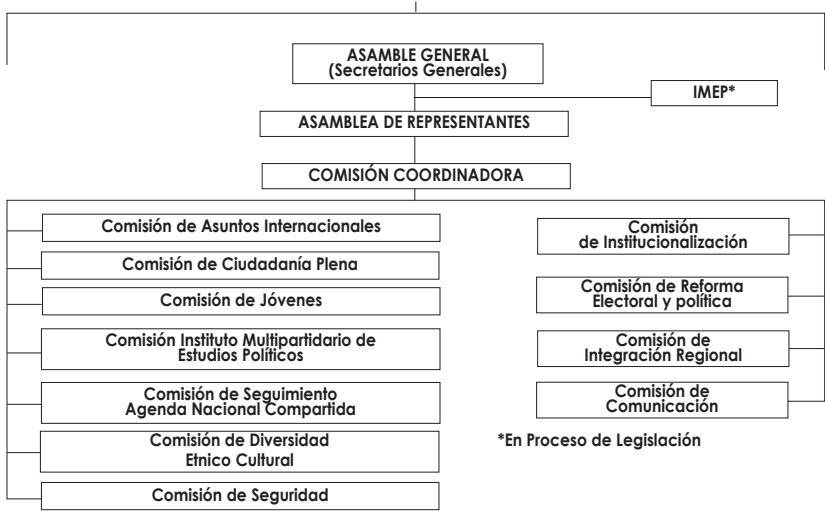 ASAMBLE GENERAL
(Secretarios Generales)
IMEP*
ASAMBLEA DE REPRESENTANTES
COMISIÓN COORDINADORA
Comisión de Asuntos Internacionales
Comisión de Ciudadanía Plena
Comisión de Jóvenes
Comisión Instituto Multipartidario de
Estudios Políticos
Comisión de Seguimiento
Agenda Nacional Compartida
Comisión de Diversidad
Etnico Cultural
Comisión de Seguridad
Comisión
de Institucionalización
Comisión de Reforma
Electoral y política
Comisión de
Integración Regional
Comisión de
Comunicación
*En Proceso de Legislación